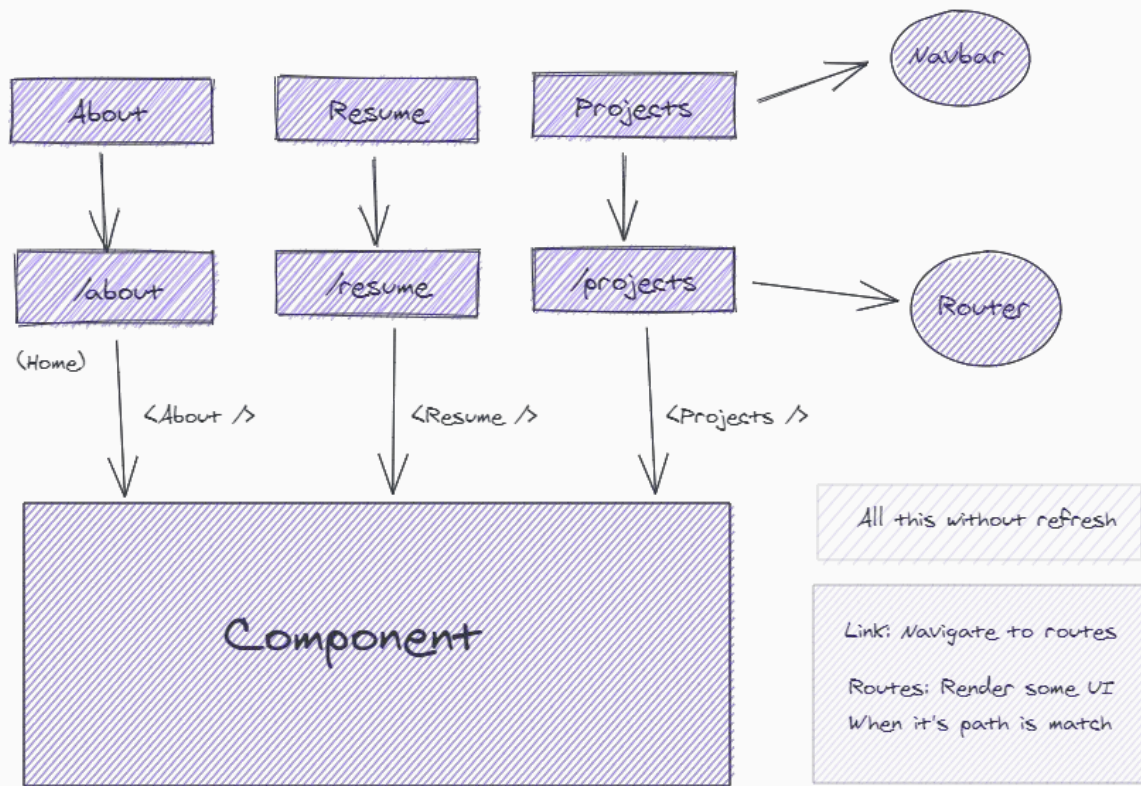 Navbar
About
Resume
Projects
/about
/resume
/projects
Router
(Home)
<About />
<Resume />
<Projects />
All this without refresh
Component
Link: Navigate to routes
Routes: Render some UI
When it's path is match